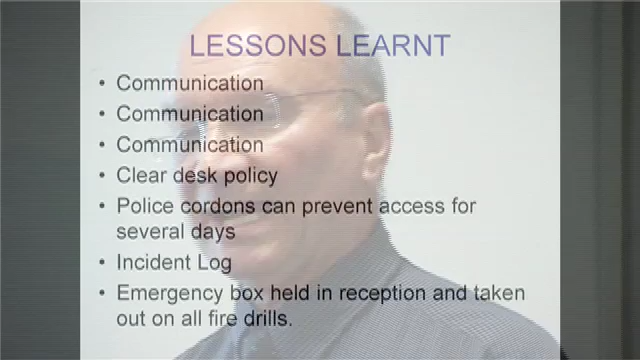 LESSONS LEARNT
• Communication
• Communication
• Communication
• Clear desk policy
• Police cordons can prevent access for
several days
• Incident Log
• Emergency box held in reception and taken
out on all fire drills.